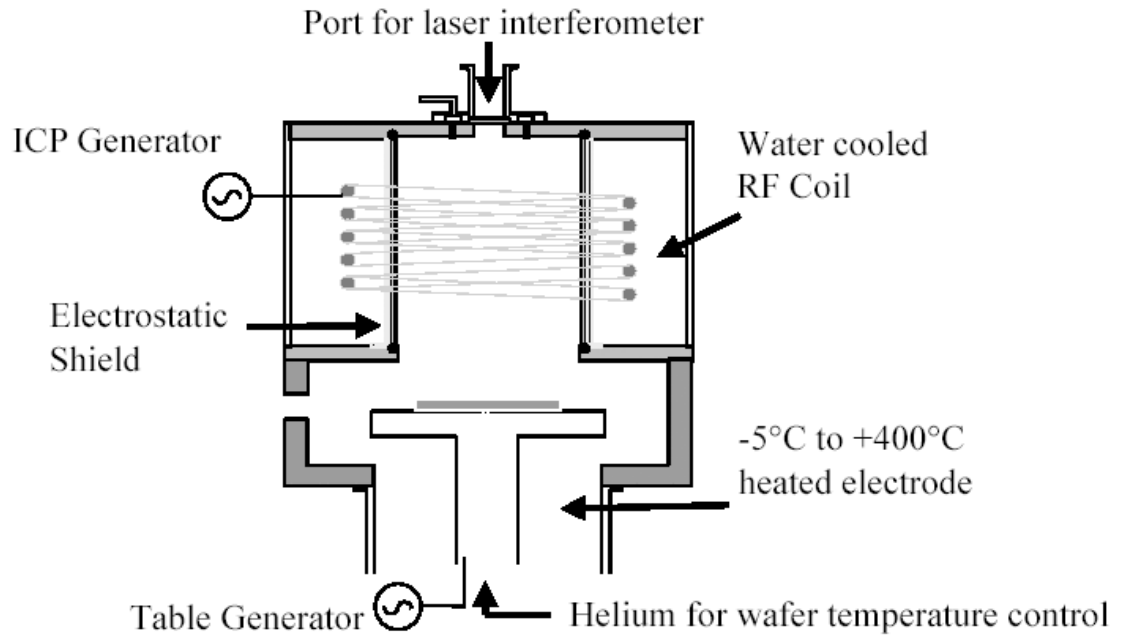 Port for laser interferometer
ICP Generator
Water cooled
RF Coil
Electrostatic
Shield
-5°C to +400°C
heated electrode
Table Generator
Helium for wafer temperature control